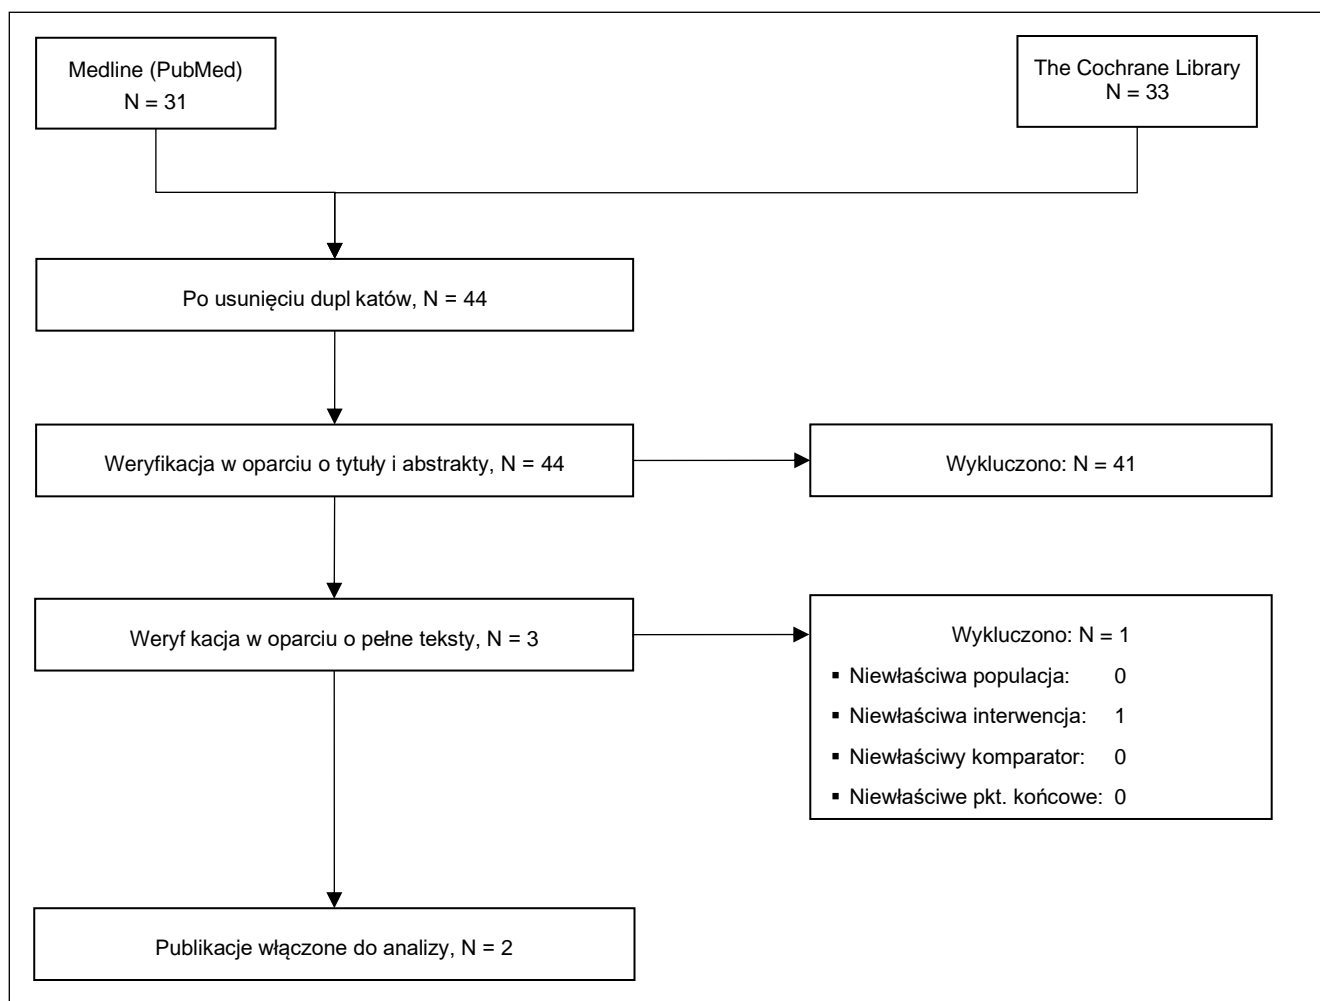 Medline (PubMed)
N = 31
The Cochrane Library
N = 33
Po usunięciu dupl katów, N = 44
Weryfikacja w oparciu o tytuły i abstrakty, N = 44
Wykluczono: N = 41
Weryf kacja w oparciu o pełne teksty, N = 3
Wykluczono: N = 1
▪ Niewłaściwa populacja: 0
▪ Niewłaściwa interwencja: 1
▪ Niewłaściwy komparator: 0
▪ Niewłaściwe pkt. końcowe: 0
Publikacje włączone do analizy, N = 2